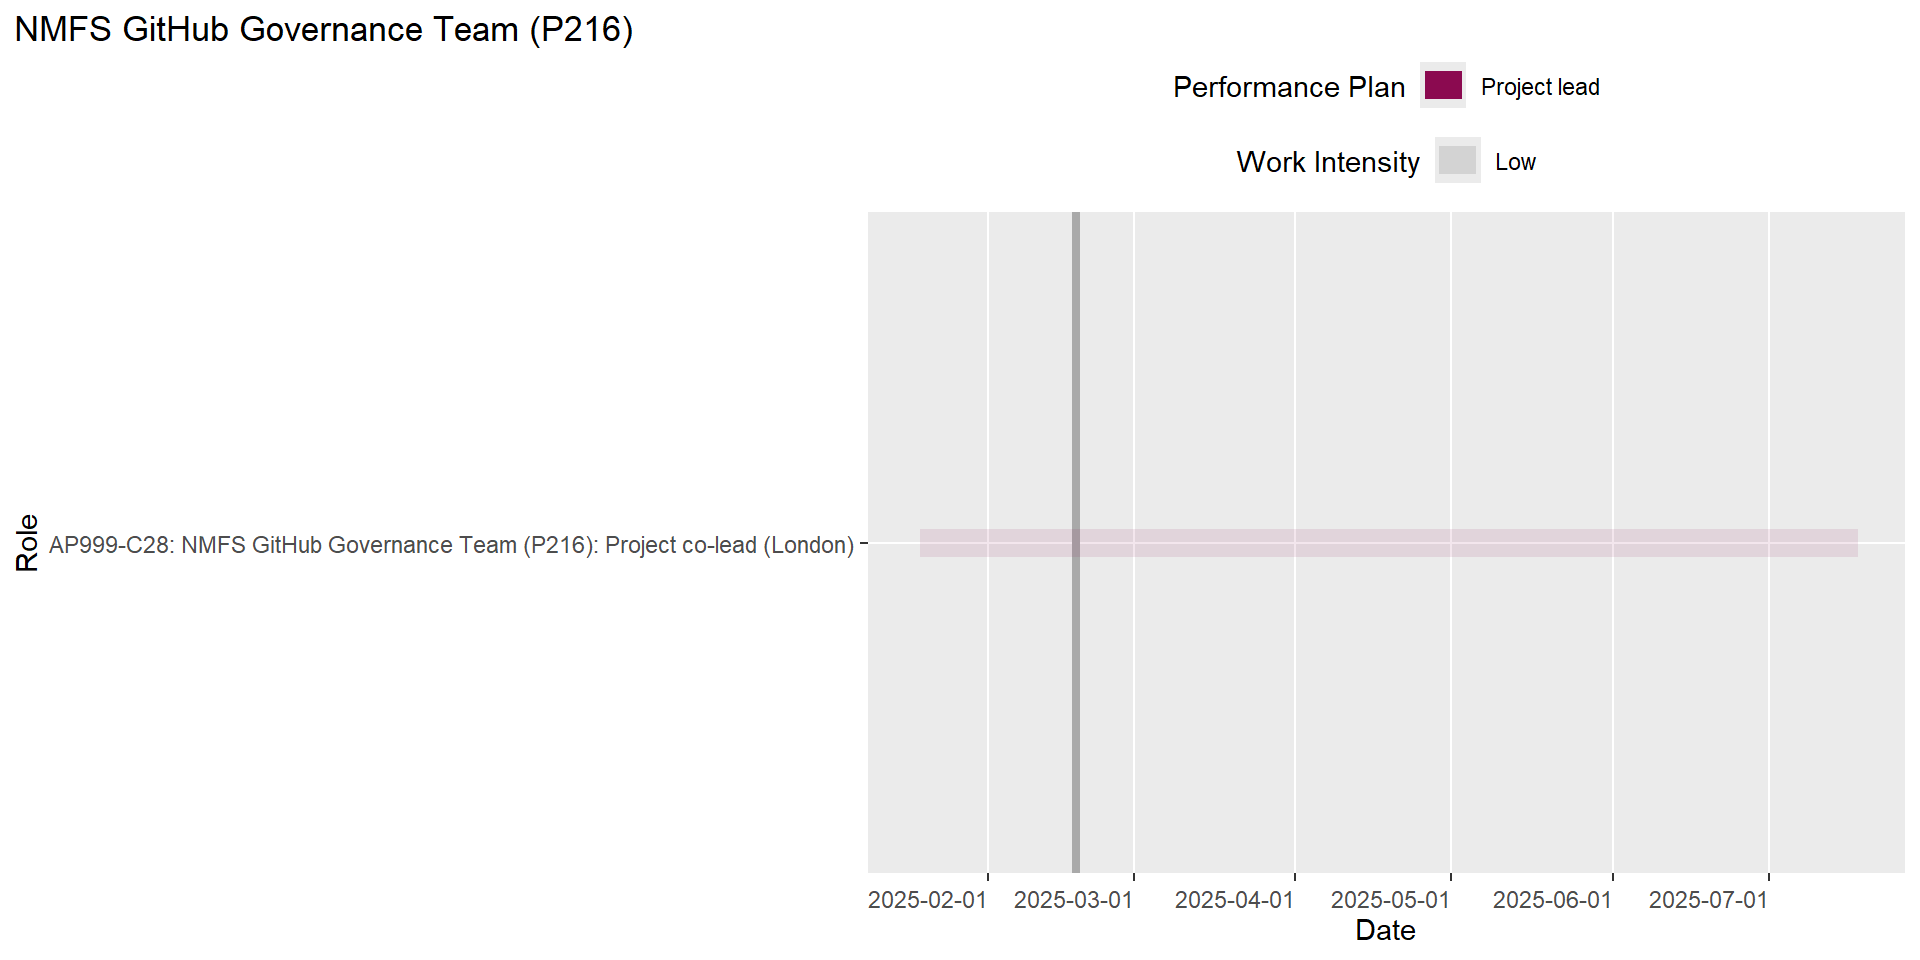 NMFS GitHub Governance Team (P216)
Performance Plan Project lead
Work Intensity Low
Role
AP999-C28: NMFS GitHub Governance Team (P216): Project co-lead (London)
2025-02-01 2025-03-01 2025-04-01 2025-05-01 2025-06-01 2025-07-01
Date